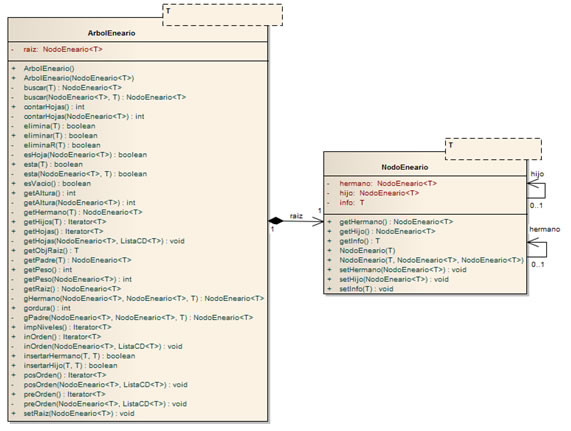 T
ArbolEneario
- raiz: NodoEneario<T>
+ ArbolEneario()
+ ArbolEneario(NodoEneario<T>)
- buscar(T) : NodoEneario<T>
- buscar(NodoEneario<T>, T) : NodoEneario<T>
+ contarHojas() : int
- contarHojas(NodoEneario<T>) : int
- elimina(T) : boolean
+ eliminar(T) : boolean
- eliminaR(T) : boolean
- esHoja(NodoEneario<T>) : boolean
+ esta(T) : boolean
- esta(NodoEneario<T>, T) : boolean
+ esVacio() : boolean
+ getAltura() : int
- getAltura(NodoEneario<T>) : int
- getHermano(T) : NodoEneario<T>
+ getHijos(T) : Iterator<T>
+ getHojas() : Iterator<T>
- getHojas(NodoEneario<T>, ListaCD<T>) : void
+ getObjRaiz() : T
- getPadre(T) : NodoEneario<T>
+ getPeso() : int
- getPeso(NodoEneario<T>) : int
- getRaiz() : NodoEneario<T>
- gHermano(NodoEneario<T>, NodoEneario<T>, T) : NodoEneario<T>
+ gordura() : int
- gPadre(NodoEneario<T>, NodoEneario<T>, T) : NodoEneario<T>
+ impNiveles() : Iterator<T>
+ inOrden() : Iterator<T>
- inOrden(NodoEneario<T>, ListaCD<T>) : void
+ insertarHermano(T, T) : boolean
+ insertarHijo(T, T) : boolean
+ posOrden() : Iterator<T>
- posOrden(NodoEneario<T>, ListaCD<T>) : void
+ preOrden() : Iterator<T>
- preOrden(NodoEneario<T>, ListaCD<T>) : void
+ setRaiz(NodoEneario<T>) : void
1
raiz
1
T
NodoEneario
- hermano: NodoEneario<T>
- hijo: NodoEneario<T>
- info: T
+ getHermano() : NodoEneario<T>
+ getHijo() : NodoEneario<T>
+ getInfo() : T
+ NodoEneario(T)
+ NodoEneario(T, NodoEneario<T>, NodoEneario<T>)
+ setHermano(NodoEneario<T>) : void
+ setHijo(NodoEneario<T>) : void
+ setInfo(T) : void
hijo
0..1
hermano
0..1